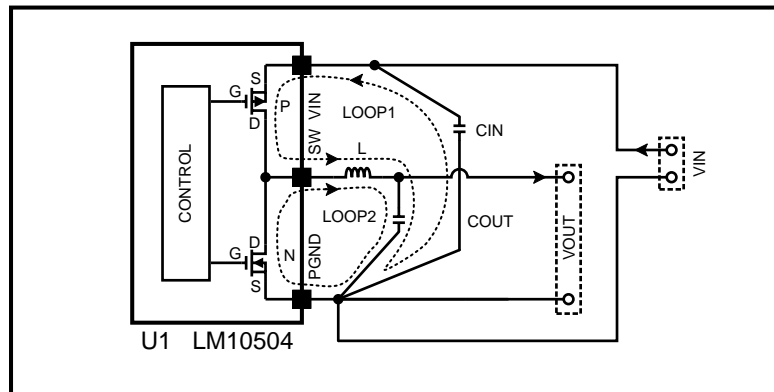 S
G
P
D
VIN
LOOP1
CIN
VIN
SW
L
CONTROL
LOOP2
COUT
VOUT
D
G
N
PGND
S
U1 LM10504